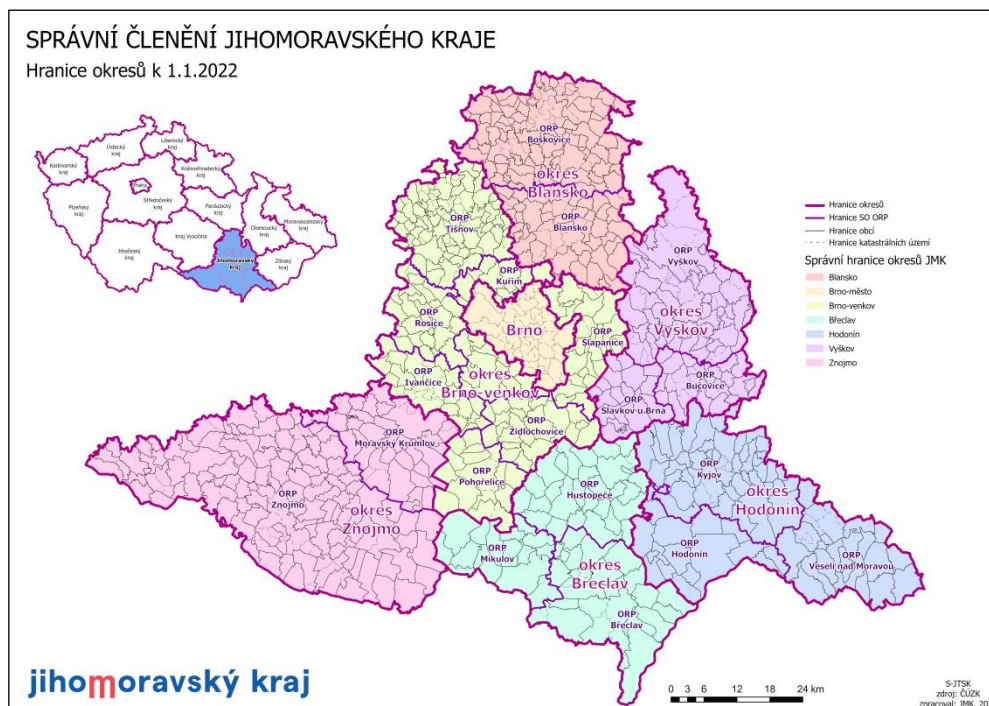 SPRÁVNÍ ČLENĚNÍ JIHOMORAVSKÉHO KRAJE
Hranice okresů k 1.1.2022
Karlovarský
kraj
Ústecký
kraj
Liberecký
kraj
Královéhradecký
kraj
Praha
Středočeský
kraj
Plzeňský
kraj
Pardubický
kraj
Jihočeský
kraj
Kraj Vysočina
Olomoucký
kraj
Moravskoslezský
kraj
Jihomoravský
kraj
Zlínský
kraj
ORP
Boskovice
okres
Blansko
ORP
Blansko
ORP
Tišnov
ORP
Kuřim
ORP
Rosice
Brno
ORP
Šlapanice
ORP
Vyškov
okres
Vyškov
ORP
Bučovice
ORP
Slavkov u Brna
ORP
Ivančice
okres
Brno-venkov
ORP
Židlochovice
ORP
Pohořelice
ORP
Moravský Krumlov
ORP
Znojmo
okres
Znojmo
ORP
Hustopeče
ORP
Mikulov
okres
Břeclav
ORP
Břeclav
ORP
Kyjov
okres
Hodonín
ORP
Hodonín
ORP
Veselí nad Moravou
Hranice okresů
Hranice SO ORP
Hranice obcí
Hranice katastrálních území
Správní hranice okresů JMK
Blansko
Brno-město
Brno-venkov
Břeclav
Hodonín
Vyškov
Znojmo
jihomoravský kraj
0 3 6 12 18 24 km
S-JTSK
zdroj: ČÚZK
zpracoval: JMK, 202